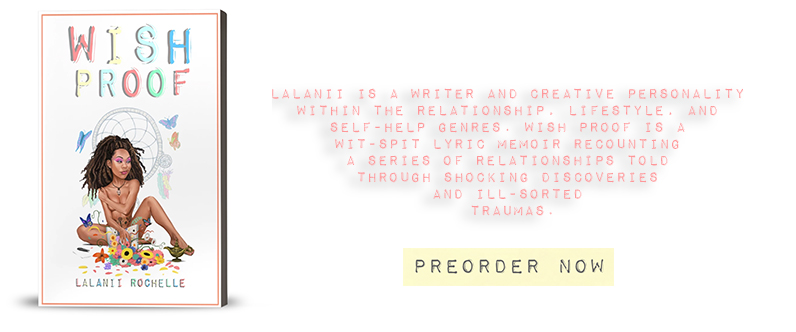 WISH
PROOF
LALANII ROCHELLE
LALANII IS A WRITER AND CREATIVE PERSONALITY
WITHIN THE RELATIONSHIP, LIFESTYLE, AND
SELF-HELP GENRES. WISH PROOF IS A
WIT-SPIT LYRIC MEMOIR RECOUNTING
A SERIES OF RELATIONSHIPS TOLD
THROUGH SHOCKING DISCOVERIES
AND ILL-SORTED
TRAUMAS.
PREORDER NOW